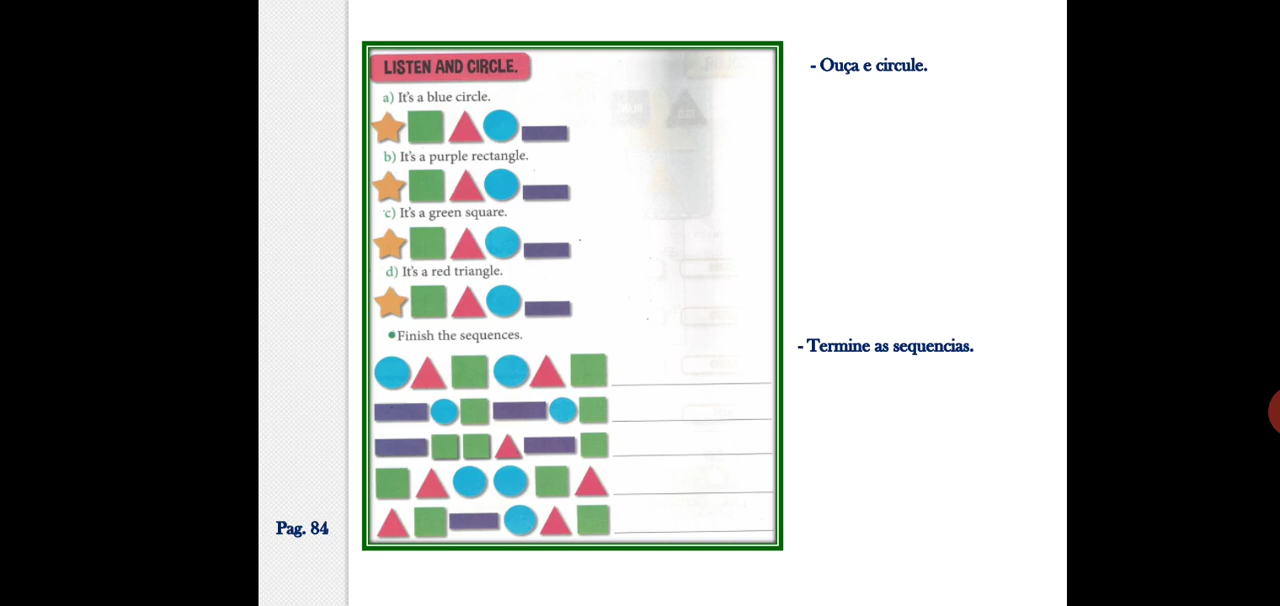 LISTEN AND CIRCLE.
a) It's a blue circle.
b) It's a purple rectangle.
c) It's a green square.
d) It's a red triangle.
•Finish the sequences.
- Ouça e circule.
- Termine as sequencias.
Pag. 84